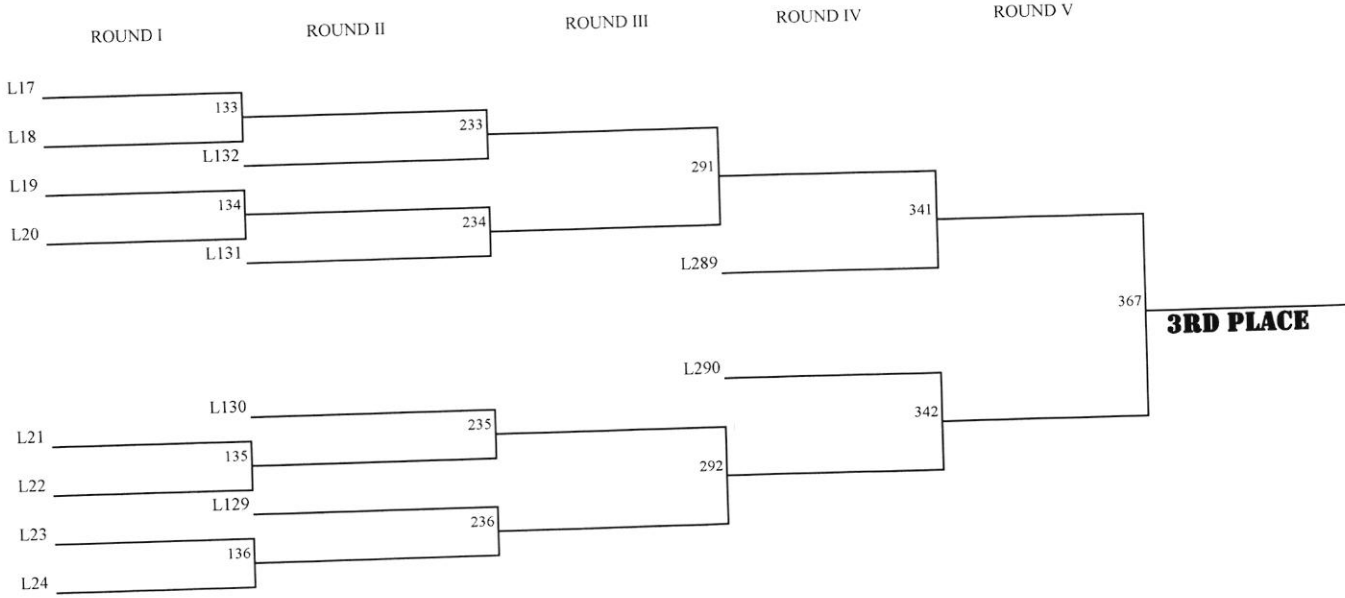 ROUND I
ROUND II
ROUND III
ROUND IV
ROUND V
L17
133
L18
233
L132
L19
291
134
L20
234
L131
341
L289
367
3RD PLACE
L290
L130
342
L21
235
135
L22
292
L129
L23
236
136
L24